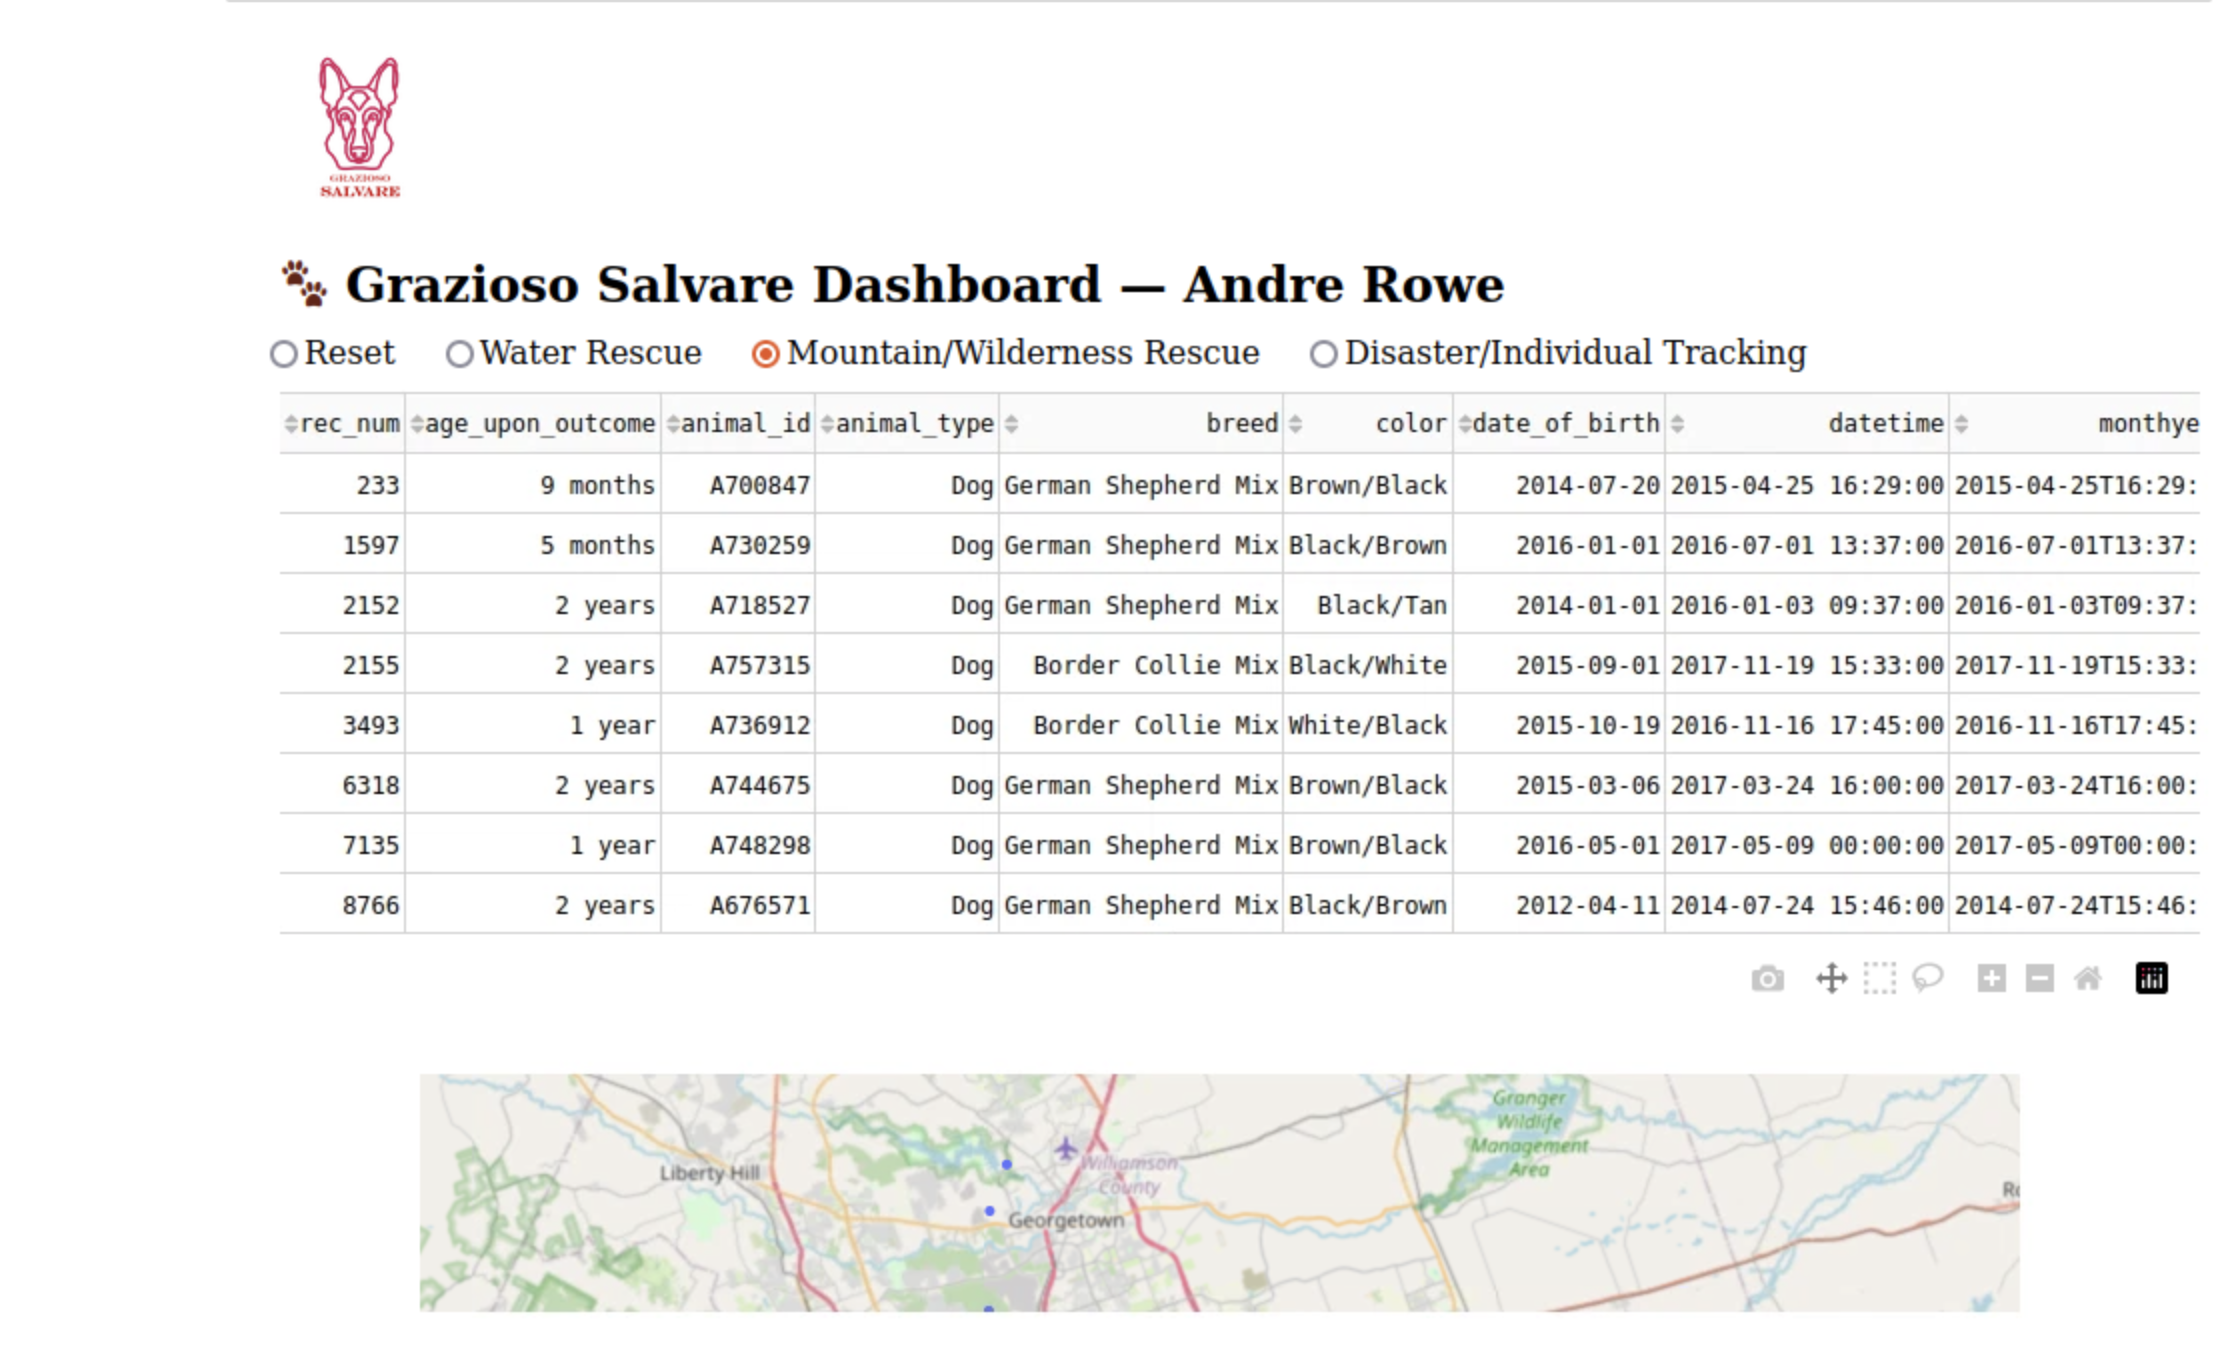 GRAZIOSO
SALVARE
🐾 Grazioso Salvare Dashboard — Andre Rowe
Reset Water Rescue Mountain/Wilderness Rescue Disaster/Individual Tracking
rec_num age_upon_outcome animal_id animal_type breed color date_of_birth datetime monthye
233 9 months A700847 Dog German Shepherd Mix Brown/Black 2014-07-20 2015-04-25 16:29:00 2015-04-25T16:29:
1597 5 months A730259 Dog German Shepherd Mix Black/Brown 2016-01-01 2016-07-01 13:37:00 2016-07-01T13:37:
2152 2 years A718527 Dog German Shepherd Mix Black/Tan 2014-01-01 2016-01-03 09:37:00 2016-01-03T09:37:
2155 2 years A757315 Dog Border Collie Mix Black/White 2015-09-01 2017-11-19 15:33:00 2017-11-19T15:33:
3493 1 year A736912 Dog Border Collie Mix White/Black 2015-10-19 2016-11-16 17:45:00 2016-11-16T17:45:
6318 2 years A744675 Dog German Shepherd Mix Brown/Black 2015-03-06 2017-03-24 16:00:00 2017-03-24T16:00:
7135 1 year A748298 Dog German Shepherd Mix Brown/Black 2016-05-01 2017-05-09 00:00:00 2017-05-09T00:00:
8766 2 years A676571 Dog German Shepherd Mix Black/Brown 2012-04-11 2014-07-24 15:46:00 2014-07-24T15:46:
Granger
Wildlife
Management
Area
Liberty Hill
Williamson
County
Georgetown